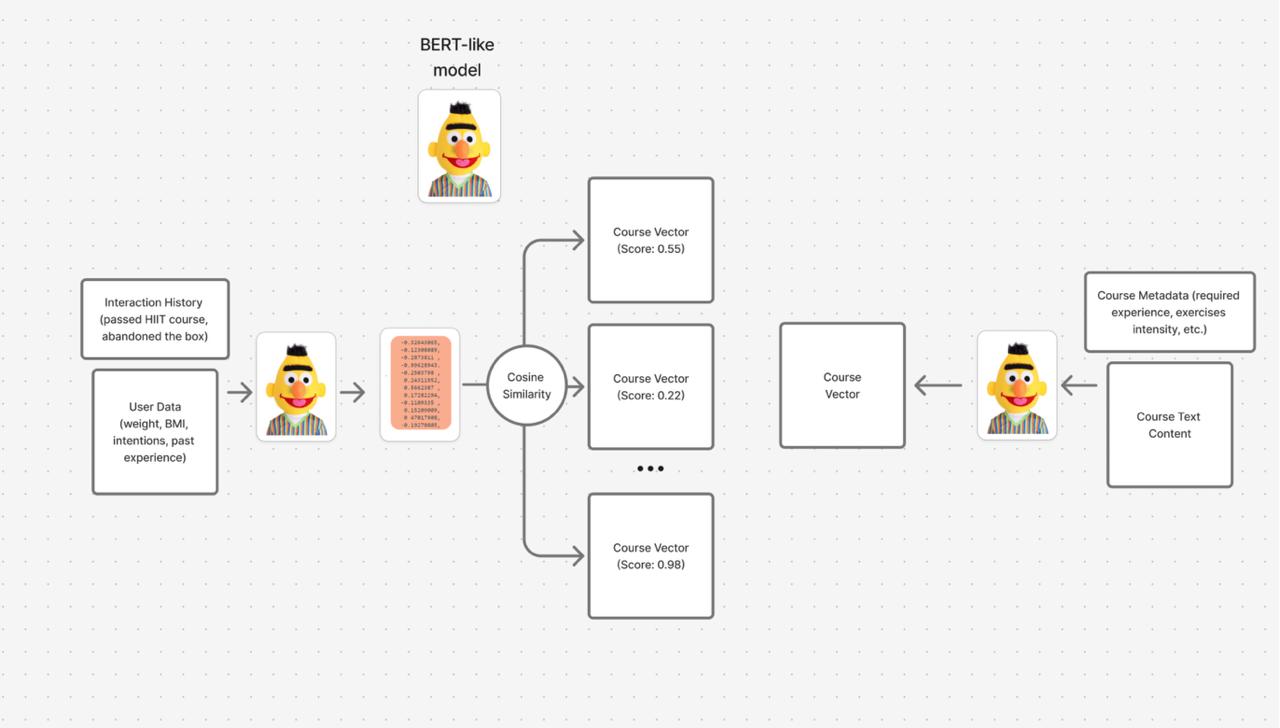 BERT-like
model
Interaction History
(passed HIIT course,
abandoned the box)
User Data
(weight, BMI,
intentions, past
experience)
Cosine
Similarity
Course Vector
(Score: 0.55)
Course Vector
(Score: 0.22)
•••
Course Vector
(Score: 0.98)
Course
Vector
Course Metadata (required
experience, exercises
intensity, etc.)
Course Text
Content